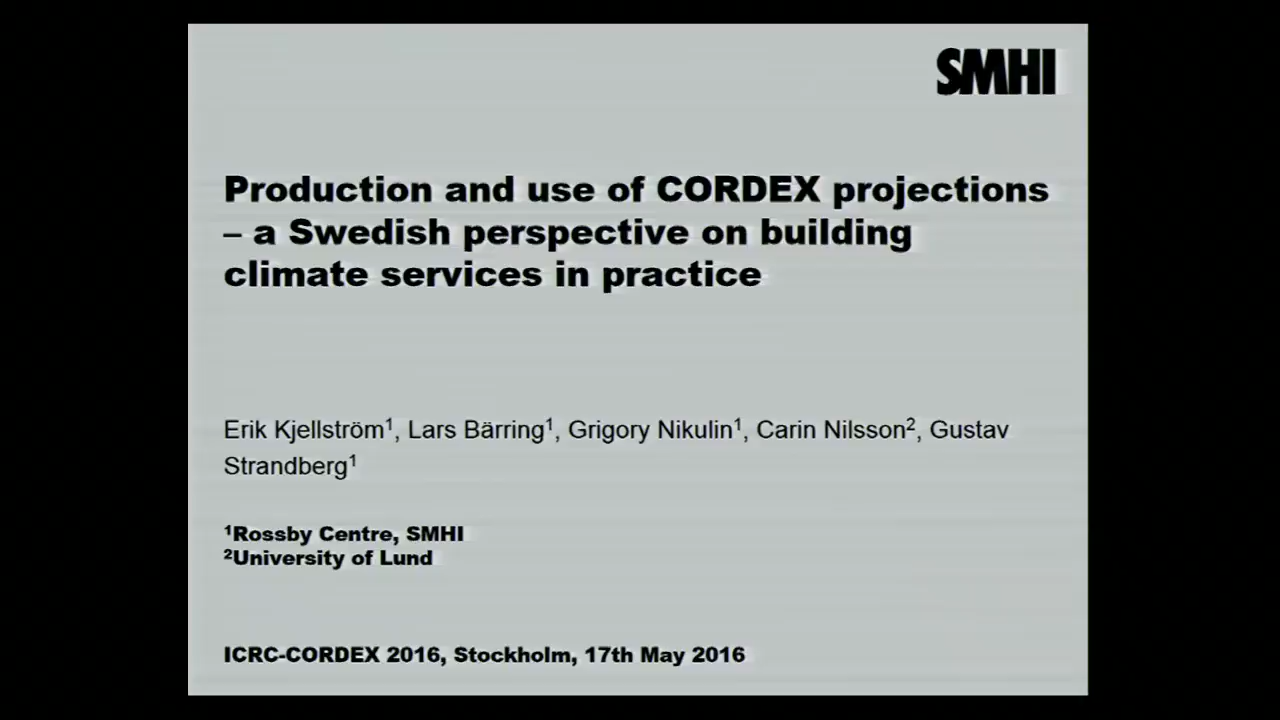 SMHI
Production and use of CORDEX projections
– a Swedish perspective on building
climate services in practice
Erik Kjellström¹, Lars Bärring¹, Grigory Nikulin¹, Carin Nilsson², Gustav
Strandberg¹
¹Rossby Centre, SMHI
²University of Lund
ICRC-CORDEX 2016, Stockholm, 17th May 2016